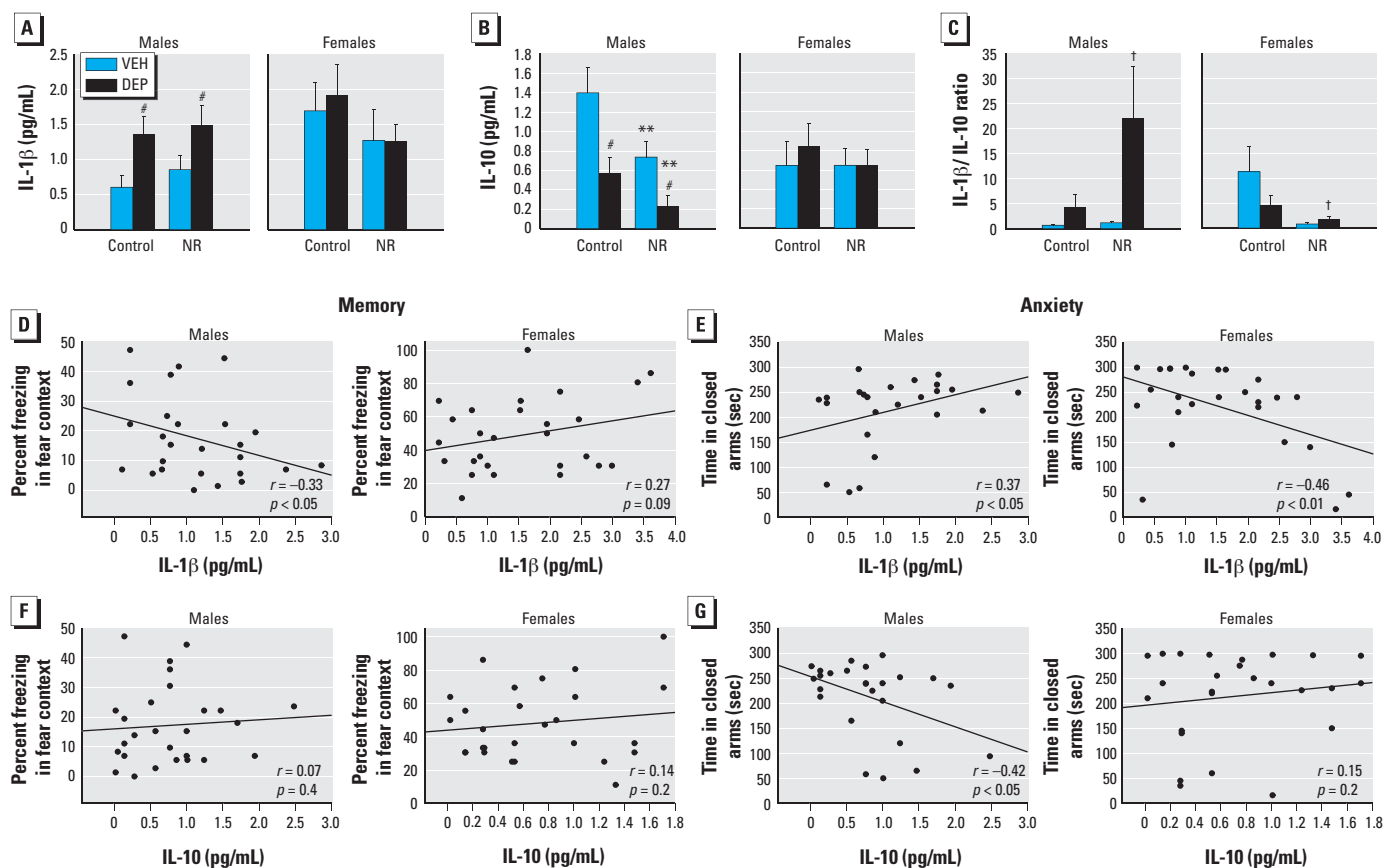 A
Males
Females
IL-1β (pg/mL)
2.5
2.0
1.5
1.0
0.5
0
VEH
DEP
#
#
Control
NR
Control
NR
B
Males
Females
IL-10 (pg/mL)
1.8
1.6
1.4
1.2
1.0
0.8
0.6
0.4
0.2
0
#
**
**
#
Control
NR
Control
NR
C
Males
Females
IL-1β/ IL-10 ratio
35
30
25
20
15
10
5
0
†
†
Control
NR
Control
NR
Memory
Anxiety
D
Males
Percent freezing
in fear context
50
40
30
20
10
0
r = –0.33
p < 0.05
0 0.5 1.0 1.5 2.0 2.5 3.0
IL-1β (pg/mL)
Females
Percent freezing
in fear context
100
80
60
40
20
0
r = 0.27
p = 0.09
0 0.5 1.0 1.5 2.0 2.5 3.0 3.5 4.0
IL-1β (pg/mL)
E
Males
Time in closed
arms (sec)
350
300
250
200
150
100
50
0
r = 0.37
p < 0.05
0 0.5 1.0 1.5 2.0 2.5 3.0
IL-1β (pg/mL)
Females
Time in closed
arms (sec)
350
300
250
200
150
100
50
0
r = –0.46
p < 0.01
0 0.5 1.0 1.5 2.0 2.5 3.0 3.5 4.0
IL-1β (pg/mL)
F
Males
Percent freezing
in fear context
50
40
30
20
10
0
r = 0.07
p = 0.4
0 0.5 1.0 1.5 2.0 2.5 3.0
IL-10 (pg/mL)
Females
Percent freezing
in fear context
100
80
60
40
20
0
r = 0.14
p = 0.2
0 0.2 0.4 0.6 0.8 1.0 1.2 1.4 1.6 1.8
IL-10 (pg/mL)
G
Males
Time in closed
arms (sec)
350
300
250
200
150
100
50
0
r = –0.42
p < 0.05
0 0.5 1.0 1.5 2.0 2.5 3.0
IL-10 (pg/mL)
Females
Time in closed
arms (sec)
350
300
250
200
150
100
50
0
r = 0.15
p = 0.2
0 0.2 0.4 0.6 0.8 1.0 1.2 1.4 1.6 1.8
IL-10 (pg/mL)